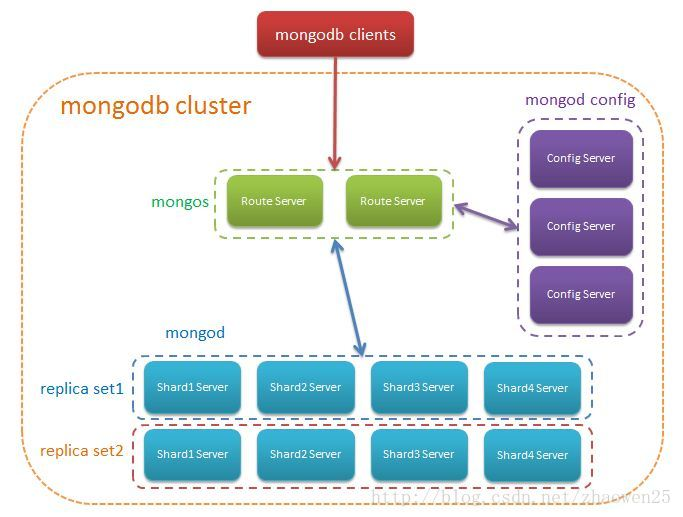 mongodb clients
mongodb cluster
mongod config
Config Server
mongos
Route Server
Route Server
Config Server
Config Server
mongod
replica set1
Shard1 Server
Shard2 Server
Shard3 Server
Shard4 Server
replica set2
Shard1 Server
Shard2 Server
Shard3 Server
Shard4 Server
http://blog.csdn.net/zhaowen25